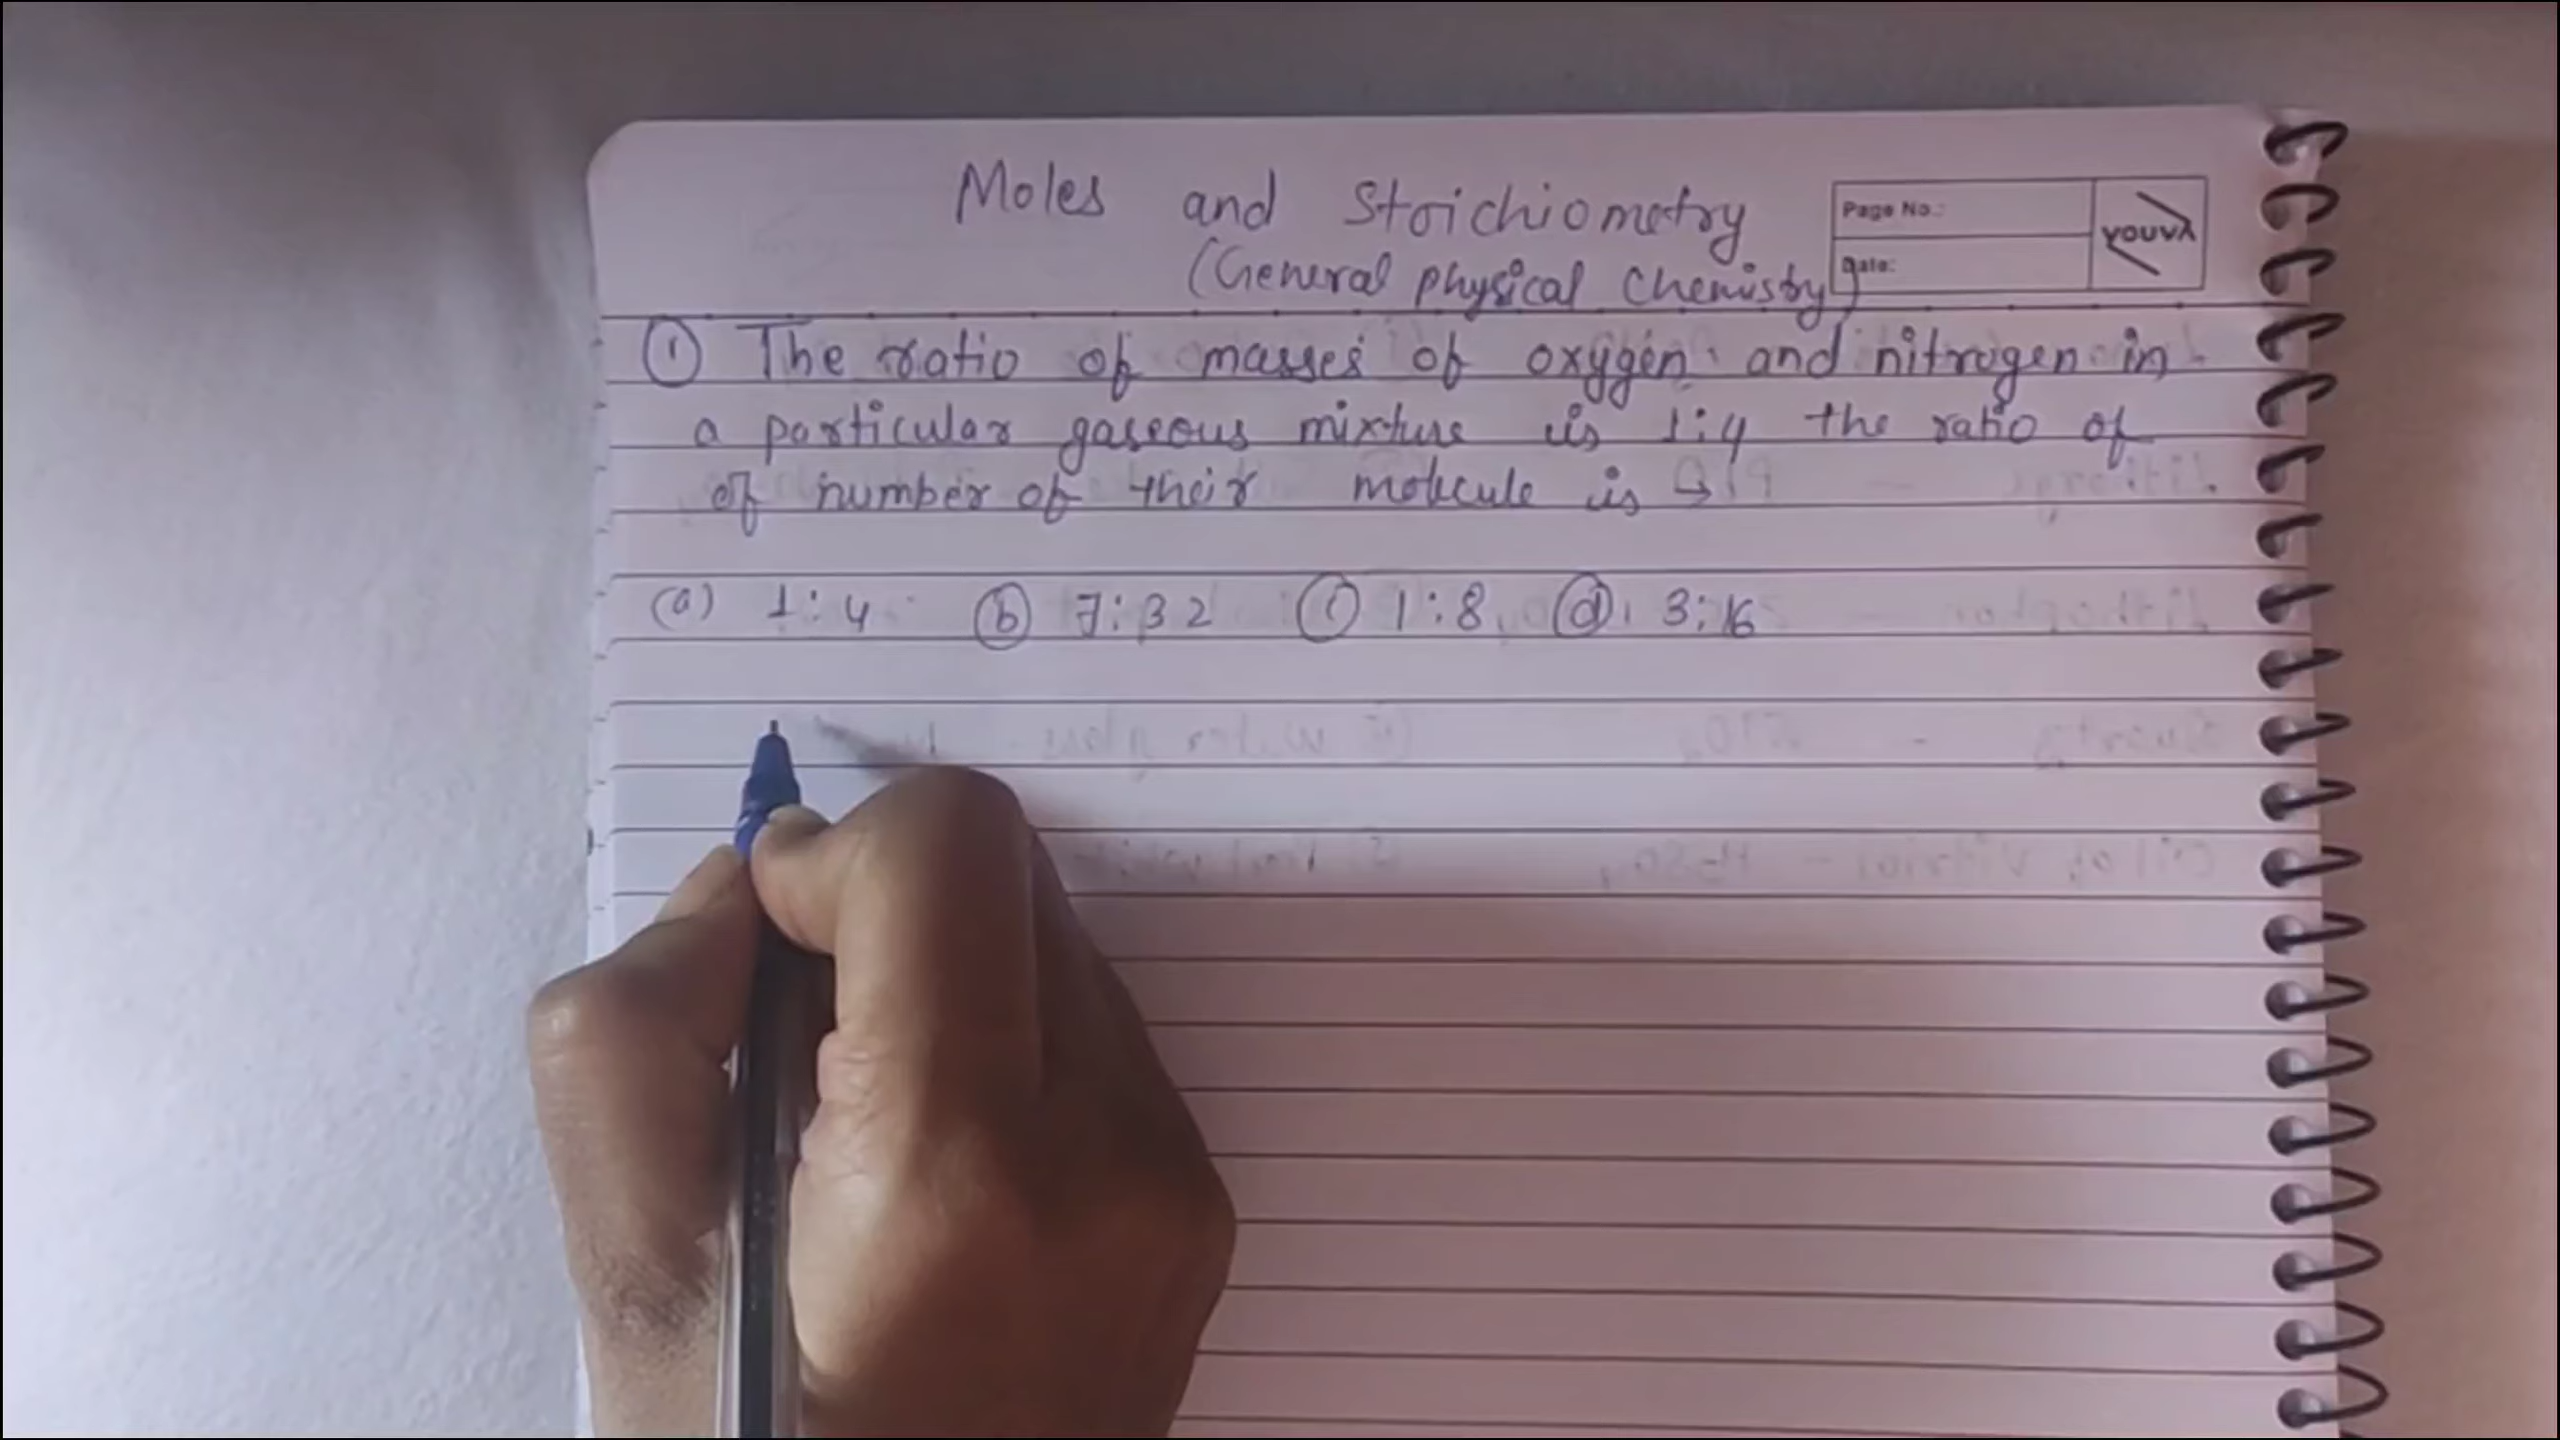 Moles and Stoichiometry
(General physical Chemistry)
Page No.:
Date:
YOUVA
① The ratio of masses of oxygen and nitrogen in
a particular gaseous mixture is 1:4 the ratio of
of number of their molecule is →
(a) 1:4 (b) 7:32 (c) 1:8 (d) 3:16